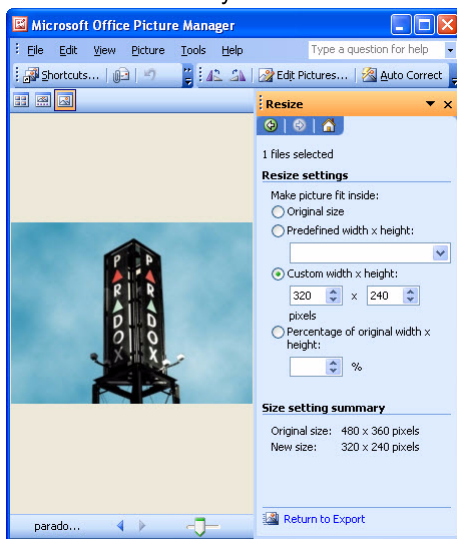 Microsoft Office Picture Manager
File Edit View Picture Tools Help Type a question for help
Shortcuts... Edit Pictures... Auto Correct
Resize
1 files selected
Resize settings
Make picture fit inside:
Original size
Predefined width x height:
Custom width x height:
320 x 240
pixels
Percentage of original width x
height:
%
PARADOX PARADOX
Size setting summary
Original size: 480 x 360 pixels
New size: 320 x 240 pixels
Return to Export
parado...